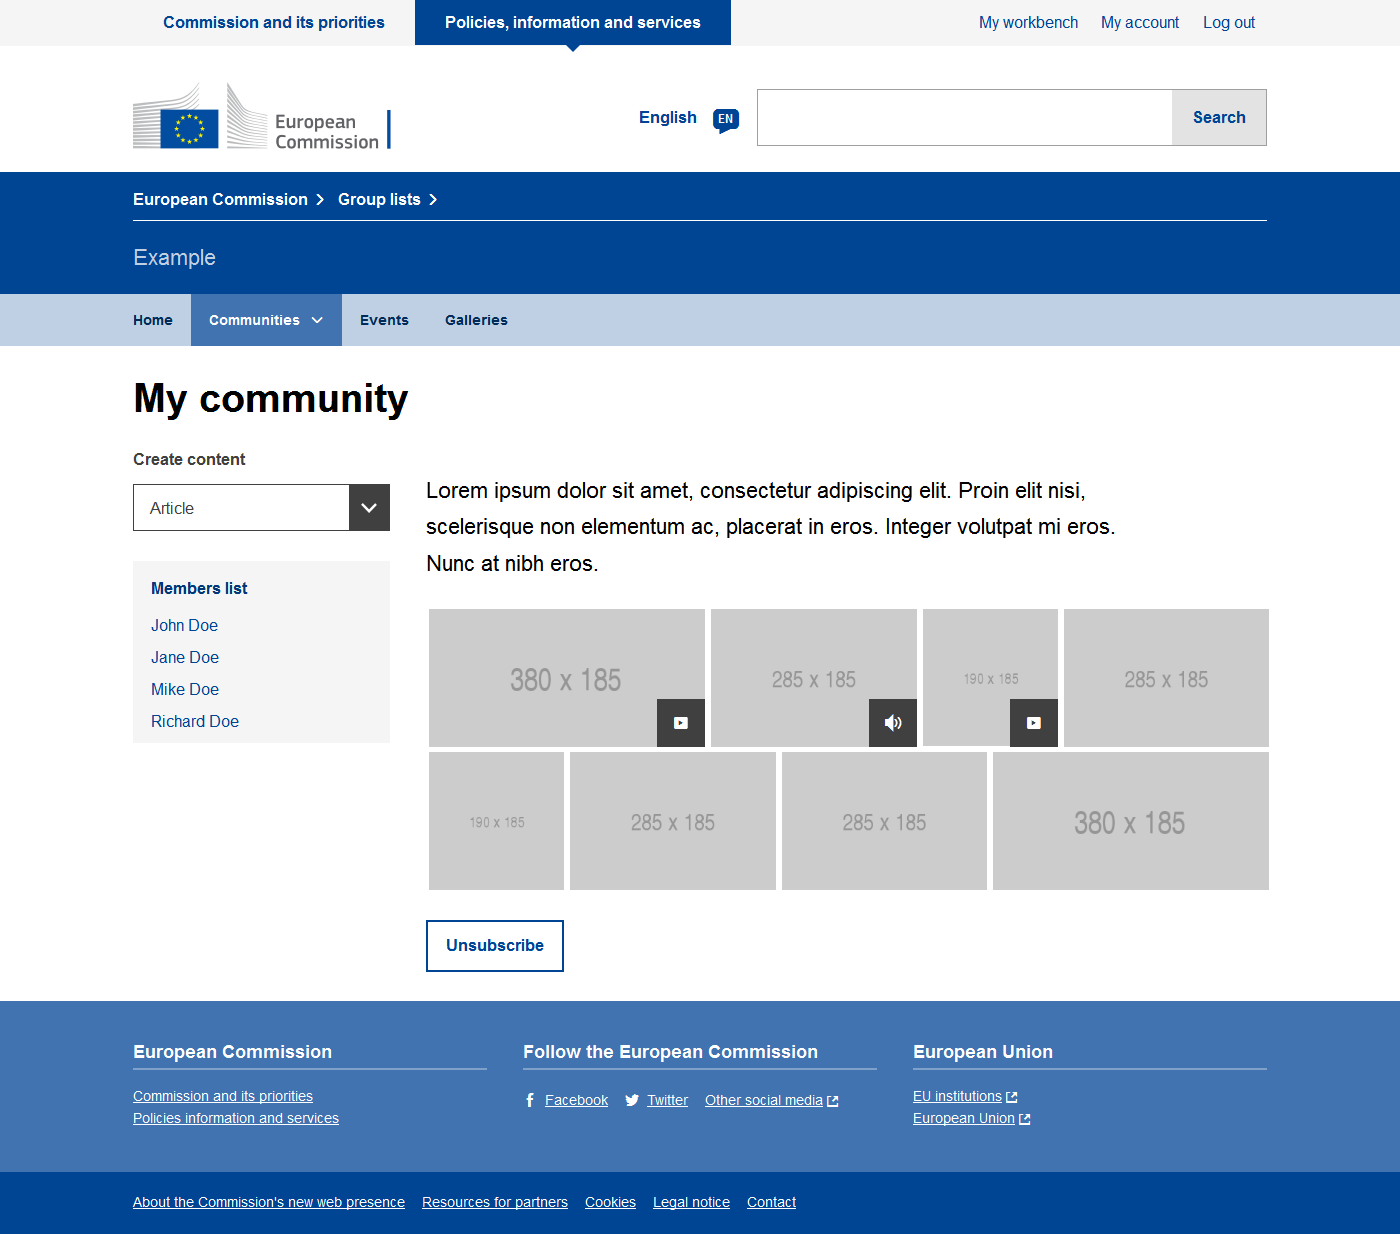 Commission and its priorities
Policies, information and services
My workbench
My account
Log out
European
Commission
English
EN
Search
European Commission
Group lists
Example
Home
Communities
Events
Galleries
My community
Create content
Article
Members list
John Doe
Jane Doe
Mike Doe
Richard Doe
Lorem ipsum dolor sit amet, consectetur adipiscing elit. Proin elit nisi,
scelerisque non elementum ac, placerat in eros. Integer volutpat mi eros.
Nunc at nibh eros.
380 x 185
285 x 185
190 x 185
285 x 185
190 x 185
285 x 185
285 x 185
380 x 185
Unsubscribe
European Commission
Commission and its priorities
Policies information and services
Follow the European Commission
Facebook
Twitter
Other social media
European Union
EU institutions
European Union
About the Commission's new web presence
Resources for partners
Cookies
Legal notice
Contact